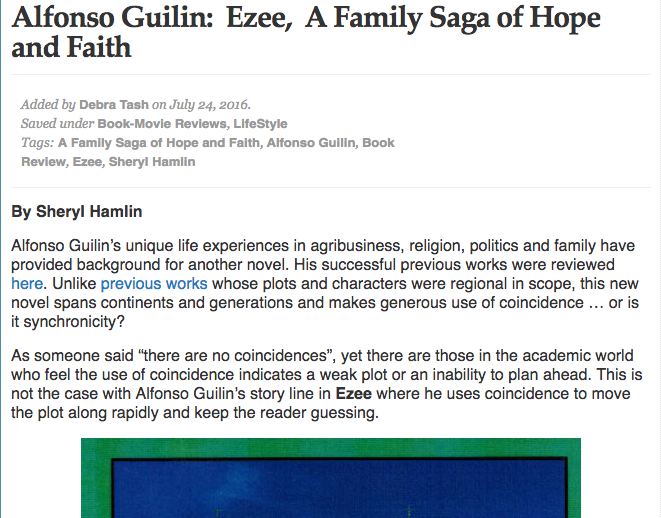 Alfonso Guilin:  Ezee,  A Family Saga of Hope
and Faith
Added by Debra Tash on July 24, 2016.
Saved under Book-Movie Reviews, LifeStyle
Tags: A Family Saga of Hope and Faith, Alfonso Guilin, Book
Review, Ezee, Sheryl Hamlin
By Sheryl Hamlin
Alfonso Guilin’s unique life experiences in agribusiness, religion, politics and family have
provided background for another novel. His successful previous works were reviewed
here. Unlike previous works whose plots and characters were regional in scope, this new
novel spans continents and generations and makes generous use of coincidence … or is
it synchronicity?
As someone said “there are no coincidences”, yet there are those in the academic world
who feel the use of coincidence indicates a weak plot or an inability to plan ahead. This is
not the case with Alfonso Guilin’s story line in Ezee where he uses coincidence to move
the plot along rapidly and keep the reader guessing.